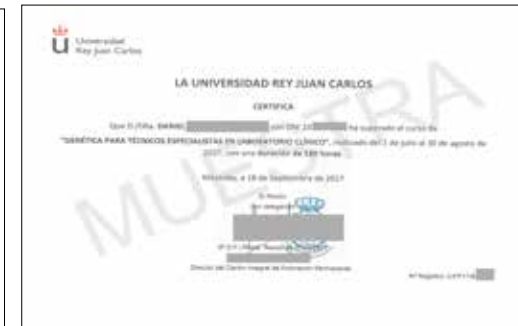 Universidad
Rey Juan Carlos
LA UNIVERSIDAD REY JUAN CARLOS
CERTIFICA
Que D./Dña. DANIEL con DNI ha superado el curso de
"GENÉTICA PARA TÉCNICOS ESPECIALISTAS EN LABORATORIO CLÍNICO", realizado del 1 de julio al 30 de agosto de
2017, con una duración de horas
Móstoles, a 18 de Septiembre de 2017
El Rector
Por delegación
MUESTRA
Director del Centro Integral de Formación Permanente
Nº Registro: